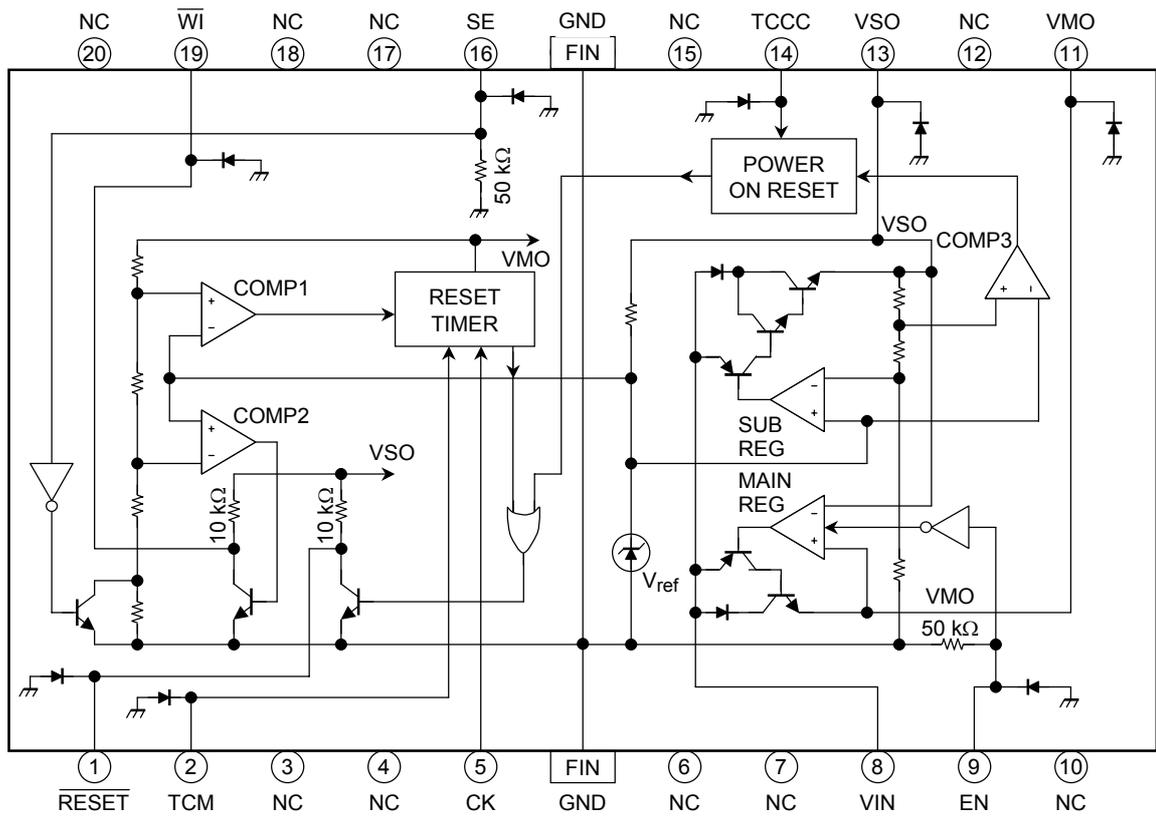 NC WI NC NC SE GND NC TCCC VSO NC VMO
20 19 18 17 16 FIN 15 14 13 12 11
50 kΩ
POWER
ON RESET
VSO
COMP3
VMO
COMP1
+
−
RESET
TIMER
+ −
COMP2
+
−
VSO
SUB
REG
−
+
10 kΩ
10 kΩ
MAIN
REG
−
+
Vref
VMO
50 kΩ
1 2 3 4 5 FIN 6 7 8 9 10
RESET TCM NC NC CK GND NC NC VIN EN NC